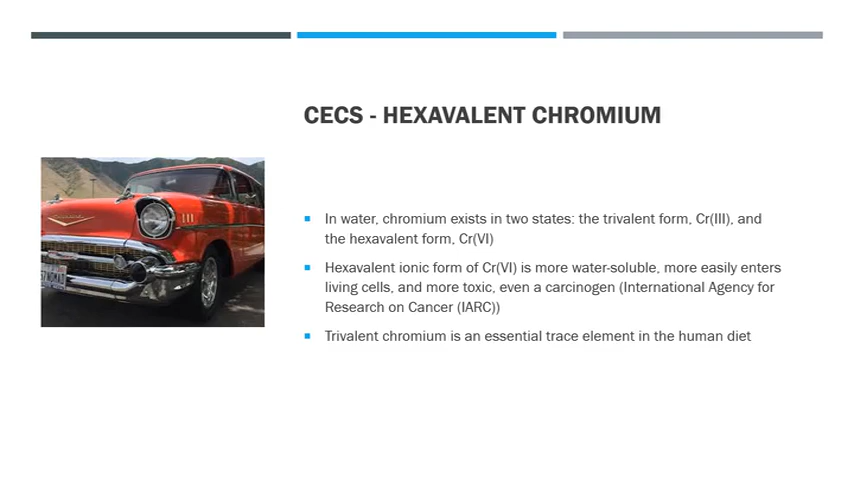 CECS - HEXAVALENT CHROMIUM
In water, chromium exists in two states: the trivalent form, Cr(III), and
the hexavalent form, Cr(VI)
Hexavalent ionic form of Cr(VI) is more water-soluble, more easily enters
living cells, and more toxic, even a carcinogen (International Agency for
Research on Cancer (IARC))
Trivalent chromium is an essential trace element in the human diet